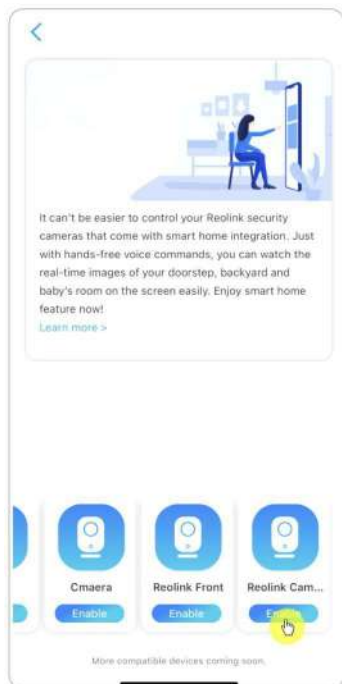 It can't be easier to control your Reolink security
cameras that come with smart home integration. Just
with hands-free voice commands, you can watch the
real-time images of your doorstep, backyard and
baby's room on the screen easily. Enjoy smart home
feature now!
Learn more >
Cmaera Reolink Front Reolink Cam...
Enable Enable Enable
More compatible devices coming soon.